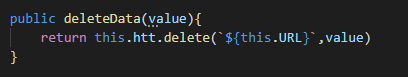 public deleteData(value){
    return this.htt.delete(`${this.URL}`,value)
}